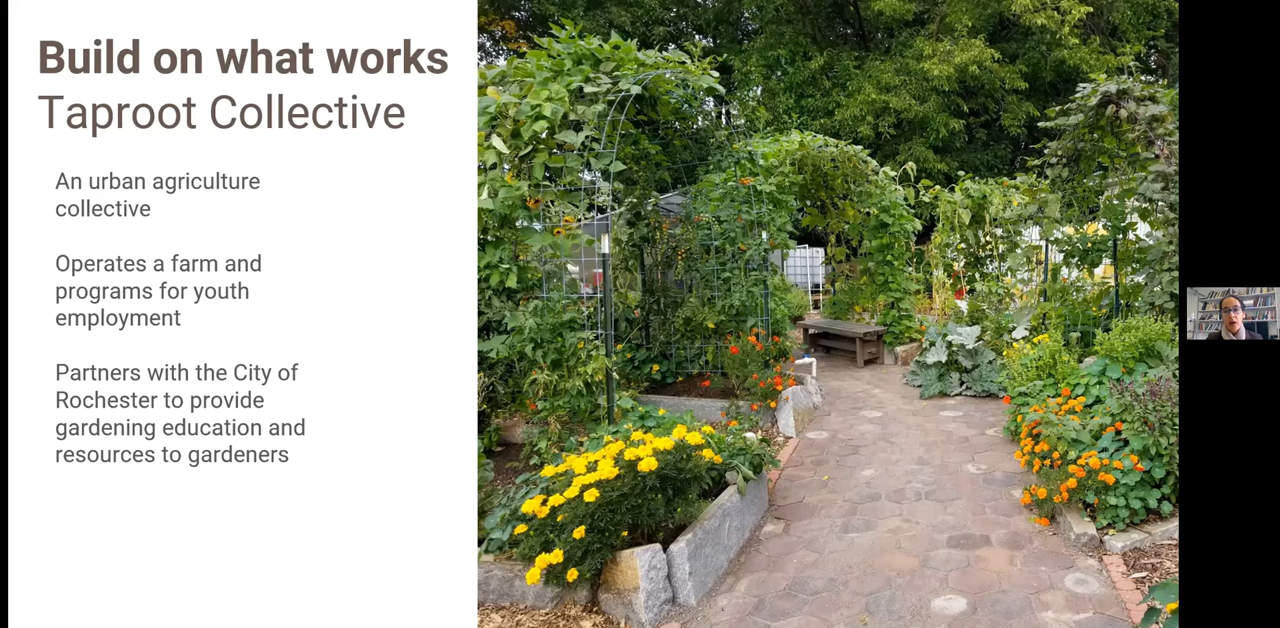 Build on what works
Taproot Collective
An urban agriculture
collective
Operates a farm and
programs for youth
employment
Partners with the City of
Rochester to provide
gardening education and
resources to gardeners